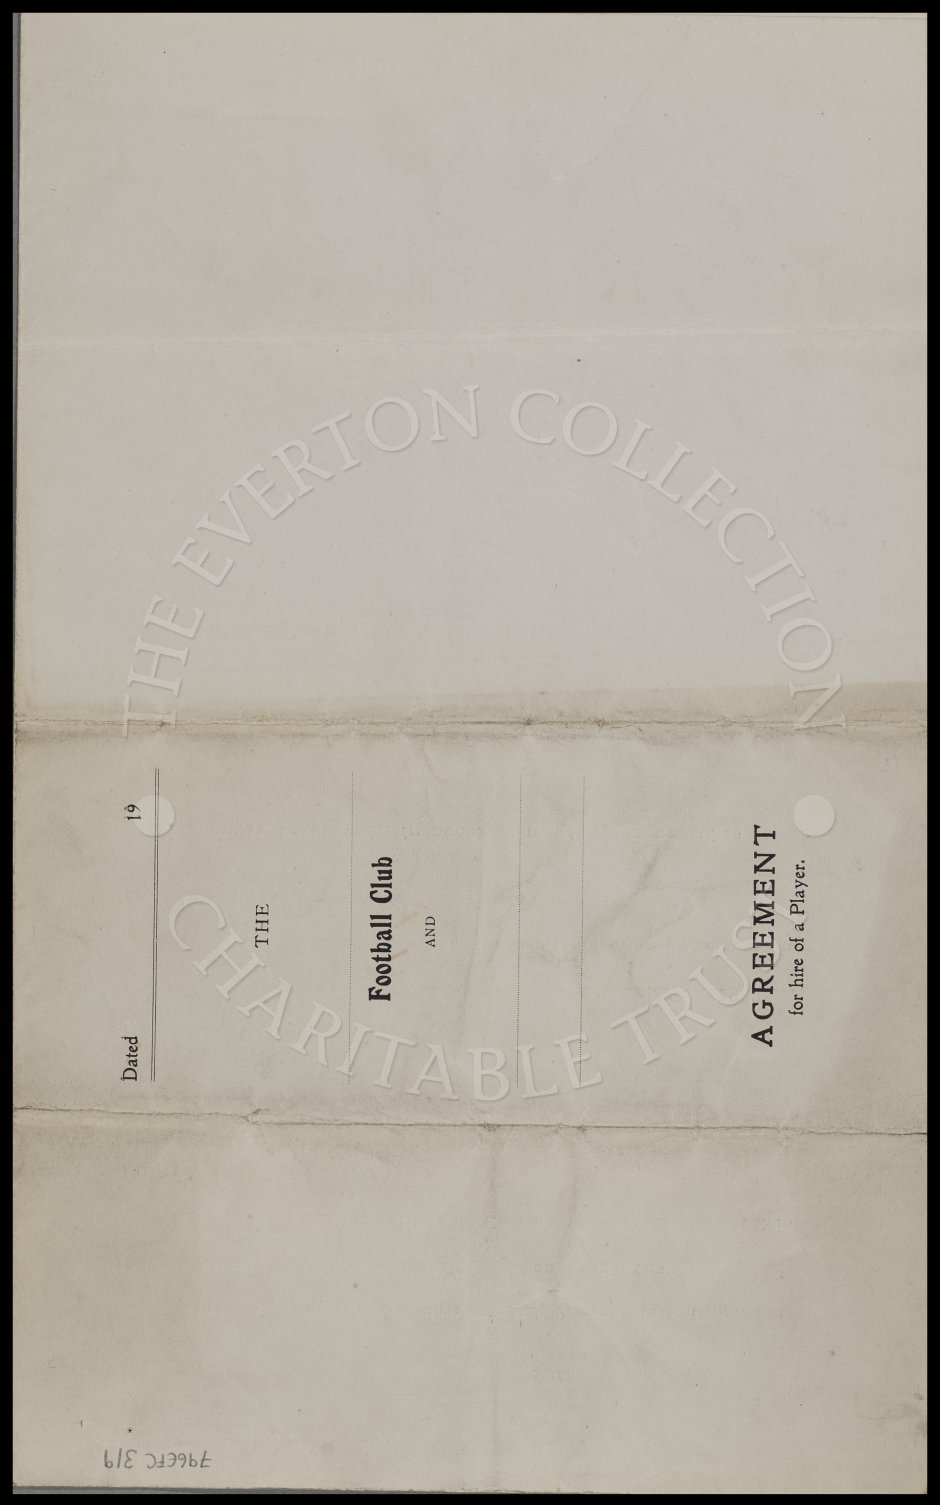 Dated 19
THE
Football Club
AND
AGREEMENT
for hire of a Player.
796EFC 3/9
THE EVERTON COLLECTION
CHARITABLE TRUST